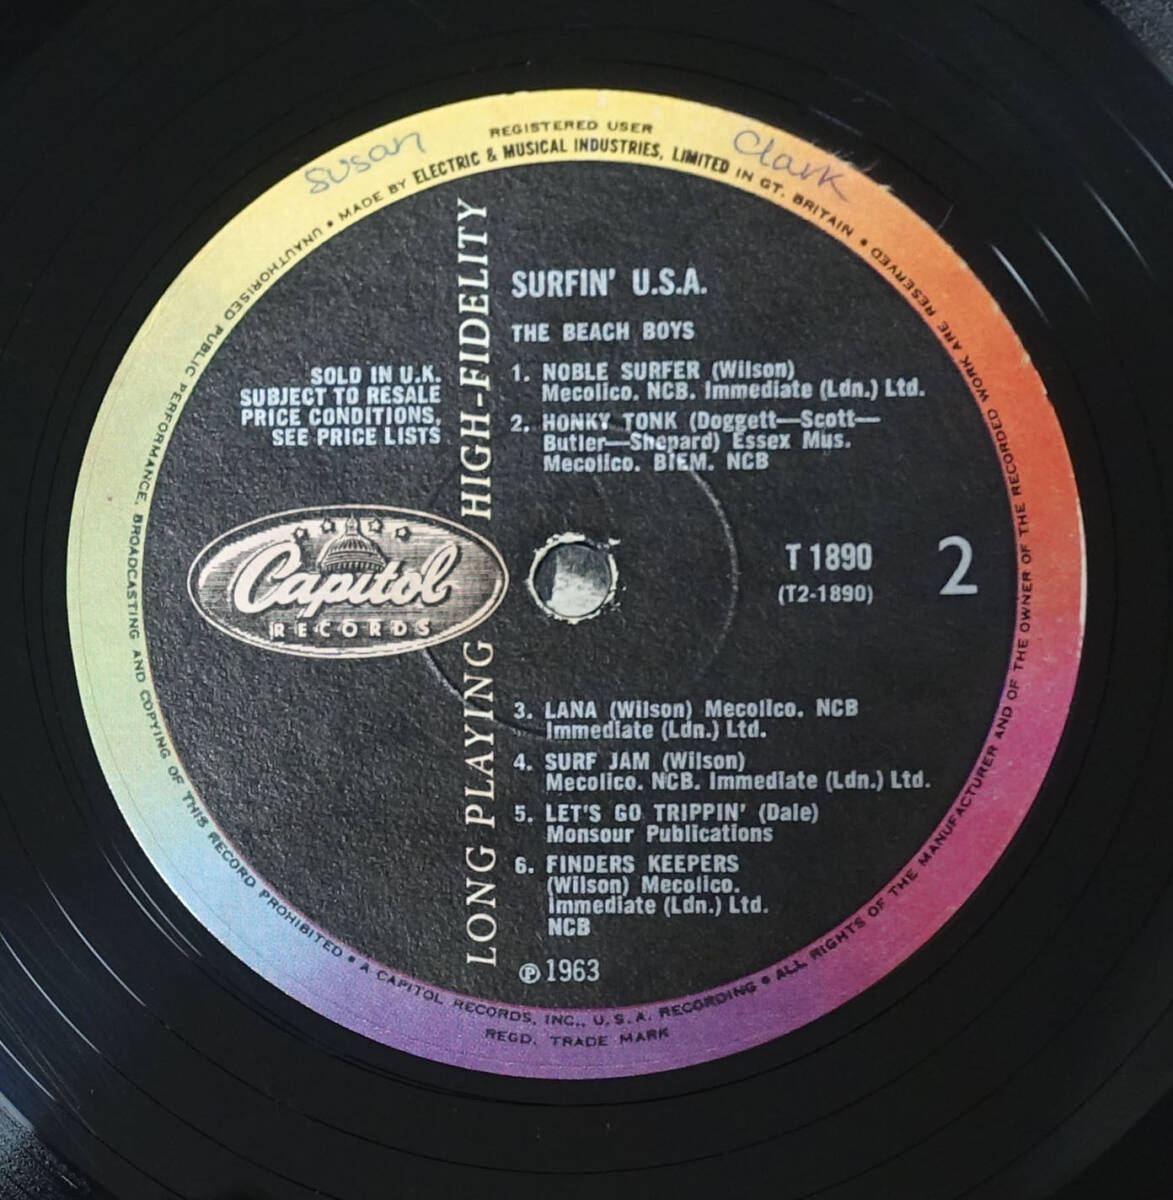 Susan
Clark
REGISTERED USER
• MADE BY ELECTRIC & MUSICAL INDUSTRIES, LIMITED IN GT. BRITAIN •
SURFIN' U.S.A.
THE BEACH BOYS
1. NOBLE SURFER (Wilson)
Mecolico. NCB. Immediate (Ldn.) Ltd.
2. HONKY TONK (Doggett—Scott—
Butler—Shepard) Essex Mus.
Mecolico. BIEM. NCB
SOLD IN U.K.
SUBJECT TO RESALE
PRICE CONDITIONS,
SEE PRICE LISTS
LONG PLAYING HIGH-FIDELITY
Capitol
RECORDS
T 1890
(T2-1890)
2
3. LANA (Wilson) Mecolico. NCB
Immediate (Ldn.) Ltd.
4. SURF JAM (Wilson)
Mecolico. NCB. Immediate (Ldn.) Ltd.
5. LET'S GO TRIPPIN' (Dale)
Monsour Publications
6. FINDERS KEEPERS
(Wilson) Mecolico.
Immediate (Ldn.) Ltd.
NCB
℗ 1963
ALL RIGHTS OF THE MANUFACTURER AND OF THE OWNER OF THE RECORDED WORK ARE RESERVED
UNAUTHORISED PUBLIC PERFORMANCE, BROADCASTING AND COPYING OF THIS RECORD PROHIBITED
• A CAPITOL RECORDS, INC., U.S.A. RECORDING •
REGD. TRADE MARK